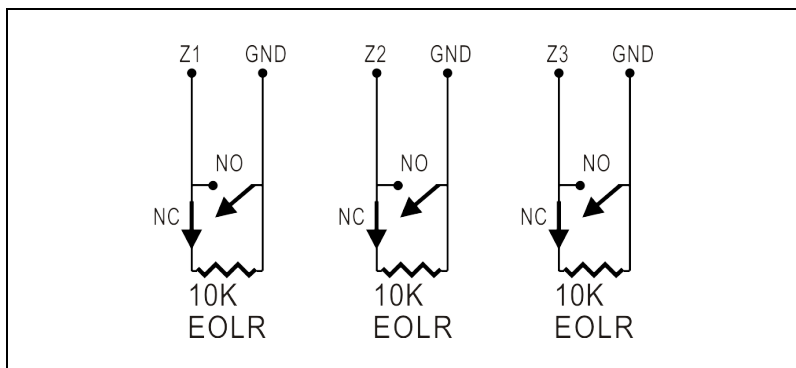 Z1 GND Z2 GND Z3 GND
NO NO NO
NC NC NC
10K 10K 10K
EOLR EOLR EOLR